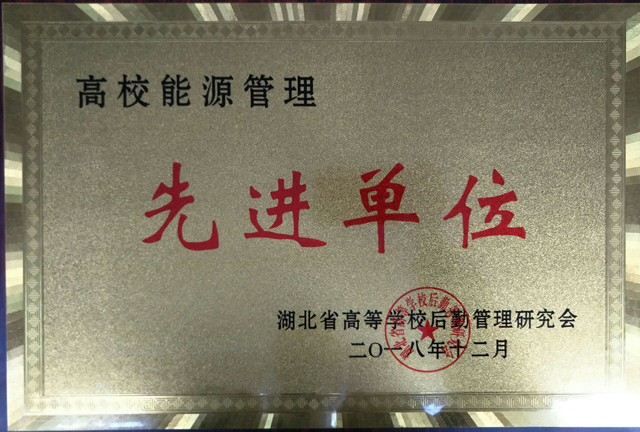 高校能源管理
先进单位
湖北省高等学校后勤管理研究会
二O一八年十二月